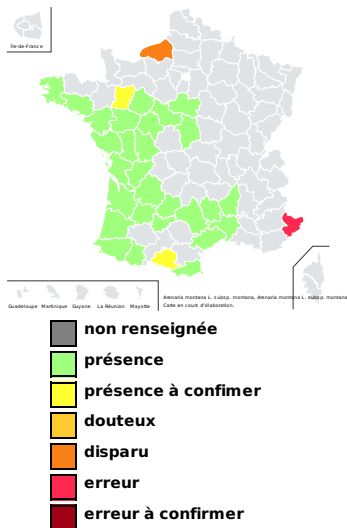 Île-de-France
Guadeloupe Martinique Guyane La Réunion Mayotte
Arenaria montana L. subsp. montana, Arenaria montana L. subsp. montana
Carte en cours d'élaboration.
non renseignée
présence
présence à confimer
douteux
disparu
erreur
erreur à confirmer